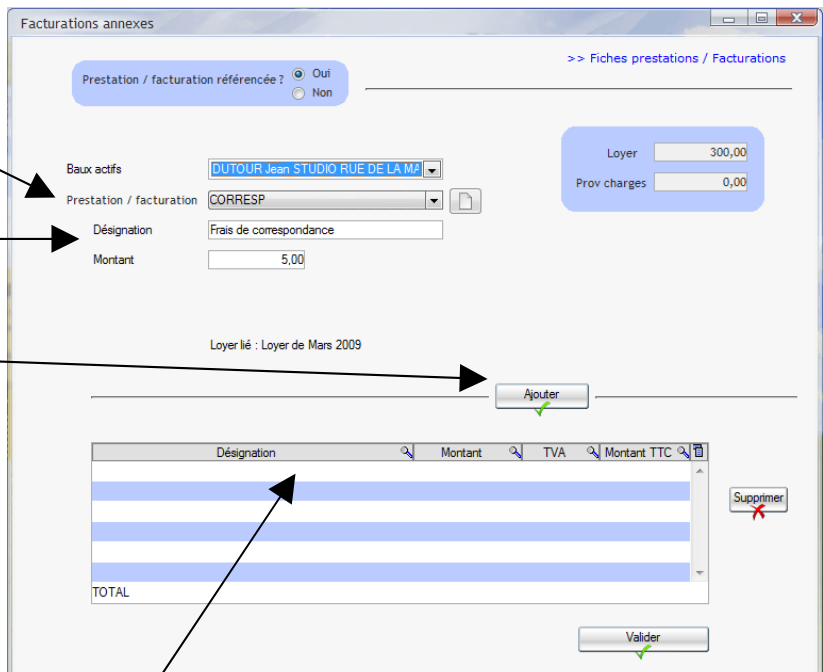 Facturations annexes
>> Fiches prestations / Facturations
Prestation / facturation référencée ? Oui
Non
Loyer 300,00
Prov charges 0,00
Baux actifs DUTOUR Jean STUDIO RUE DE LA MA
Prestation / facturation CORRESP
Désignation Frais de correspondance
Montant 5,00
Loyer lié : Loyer de Mars 2009
Ajouter
Désignation Montant TVA Montant TTC
Supprimer
TOTAL
Valider